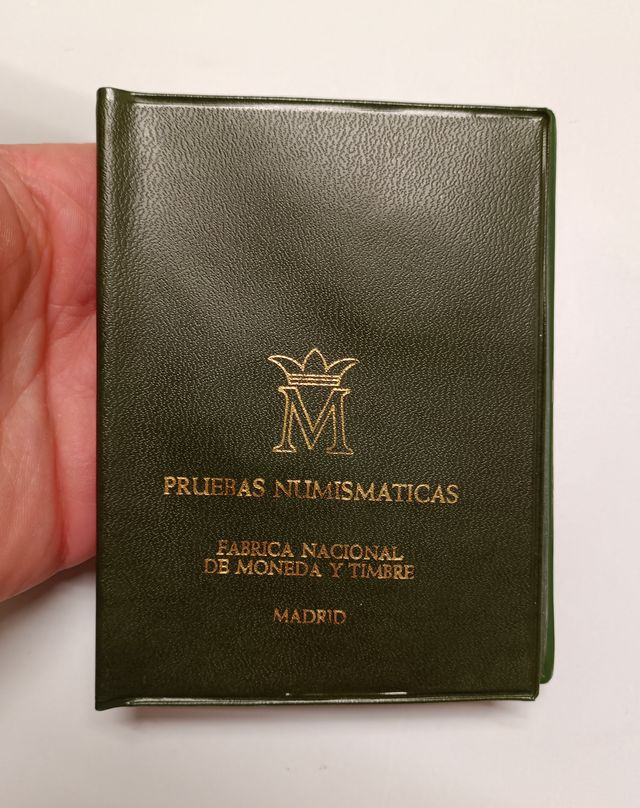 M
PRUEBAS NUMISMATICAS
FABRICA NACIONAL
DE MONEDA Y TIMBRE
MADRID